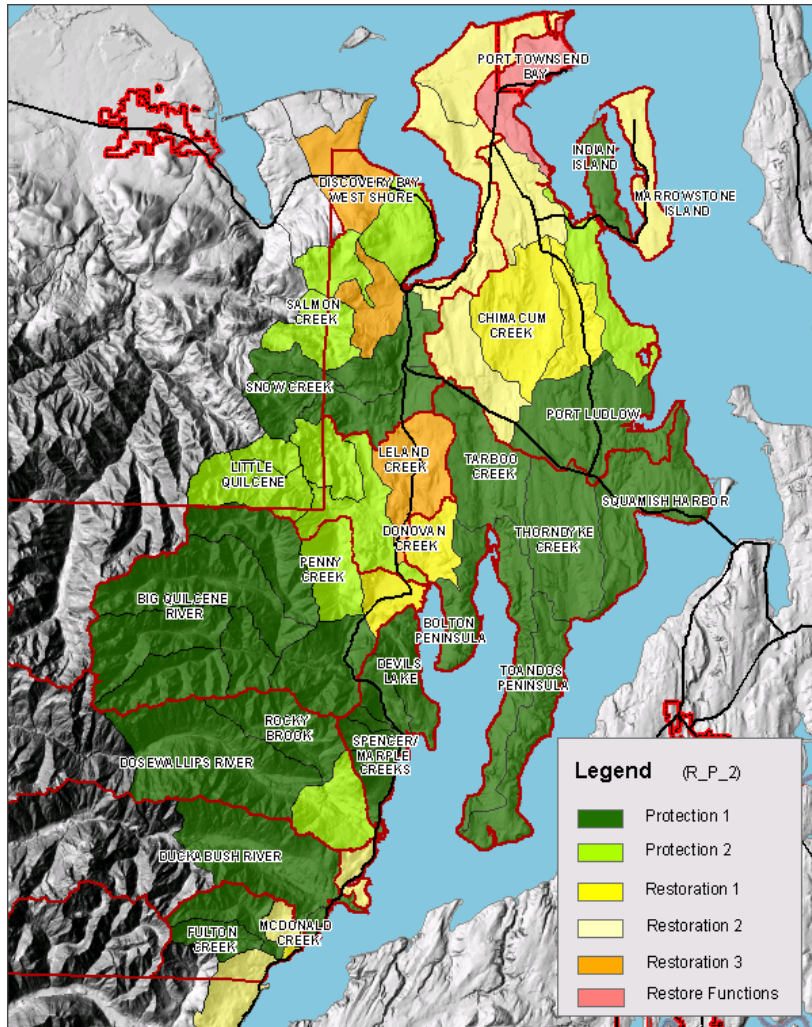 PORT TOWNSEND
BAY
INDIAN
ISLAND
DISCOVERY BAY
WEST SHORE
MARROWSTONE
ISLAND
SALMON
CREEK
CHIMACUM
CREEK
SNOW CREEK
PORT LUDLOW
LITTLE
QUILCENE
LELAND
CREEK
TARBOO
CREEK
SQUAMISH HARBOR
DONOVAN
CREEK
THORNDYKE
CREEK
PENNY
CREEK
BIG QUILCENE
RIVER
BOLTON
PENINSULA
DEVILS
LAKE
TOANDOS
PENINSULA
ROCKY
BROOK
SPENCER/
MARPLE
CREEKS
DOSEWALLIPS RIVER
DUCKABUSH RIVER
MCDONALD
CREEK
FULTON
CREEK
Legend (R_P_2)
Protection 1
Protection 2
Restoration 1
Restoration 2
Restoration 3
Restore Functions